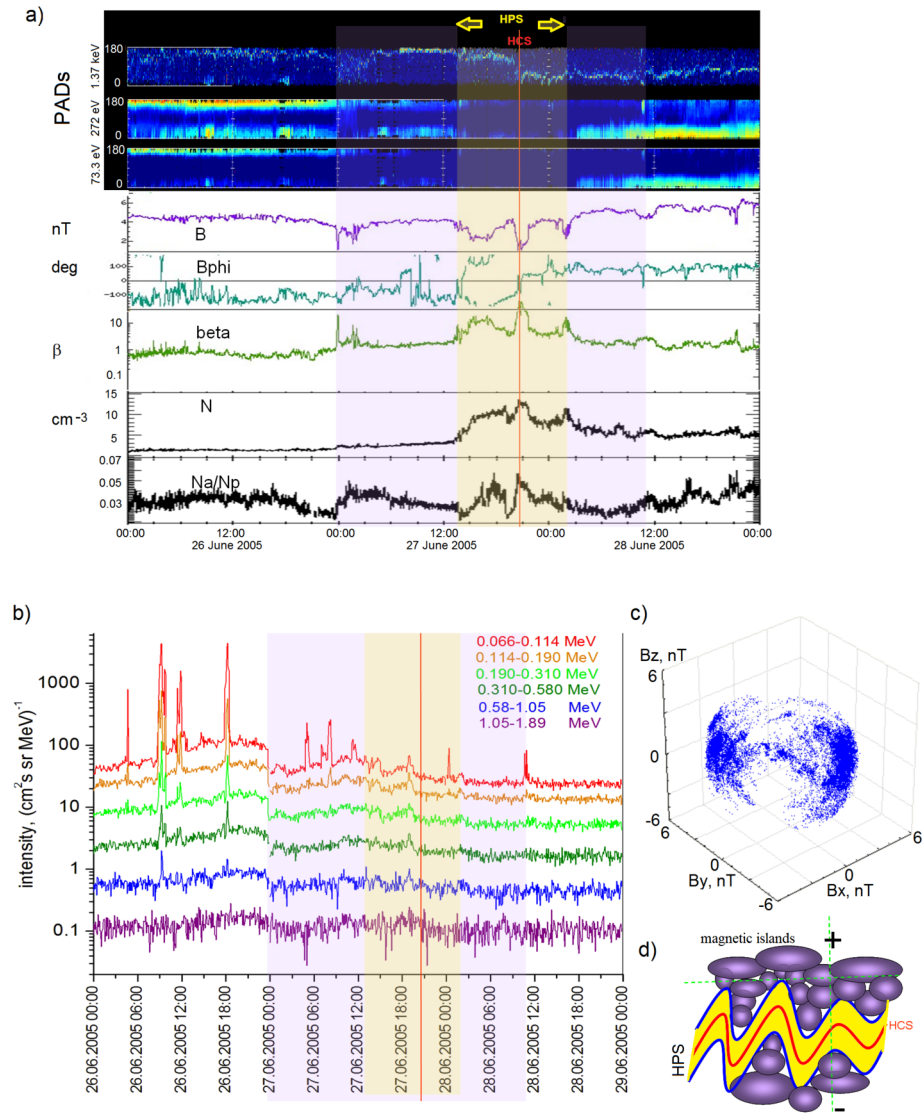 a)
HPS
HCS
PADs
1.37 keV
180
0
272 eV
180
0
73.3 eV
180
0
nT
B
6
4
2
deg
Bphi
100
0
-100
β
beta
10
1
0.1
cm-3
N
15
10
5
Na/Np
0.07
0.05
0.03
00:00 12:00 00:00 12:00 00:00 12:00 00:00
26 June 2005 27 June 2005 28 June 2005
b)
0.066-0.114 MeV
0.114-0.190 MeV
0.190-0.310 MeV
0.310-0.580 MeV
0.58-1.05 MeV
1.05-1.89 MeV
intensity, (cm²s sr MeV)⁻¹
1000
100
10
1
0.1
26.06.2005 00:00
26.06.2005 06:00
26.06.2005 12:00
26.06.2005 18:00
27.06.2005 00:00
27.06.2005 06:00
27.06.2005 12:00
27.06.2005 18:00
28.06.2005 00:00
28.06.2005 06:00
28.06.2005 12:00
28.06.2005 18:00
29.06.2005 00:00
c)
Bz, nT
6
0
-6
-6
0
6
By, nT
-6
0
6
Bx, nT
d)
magnetic islands
+
HCS
HPS
-